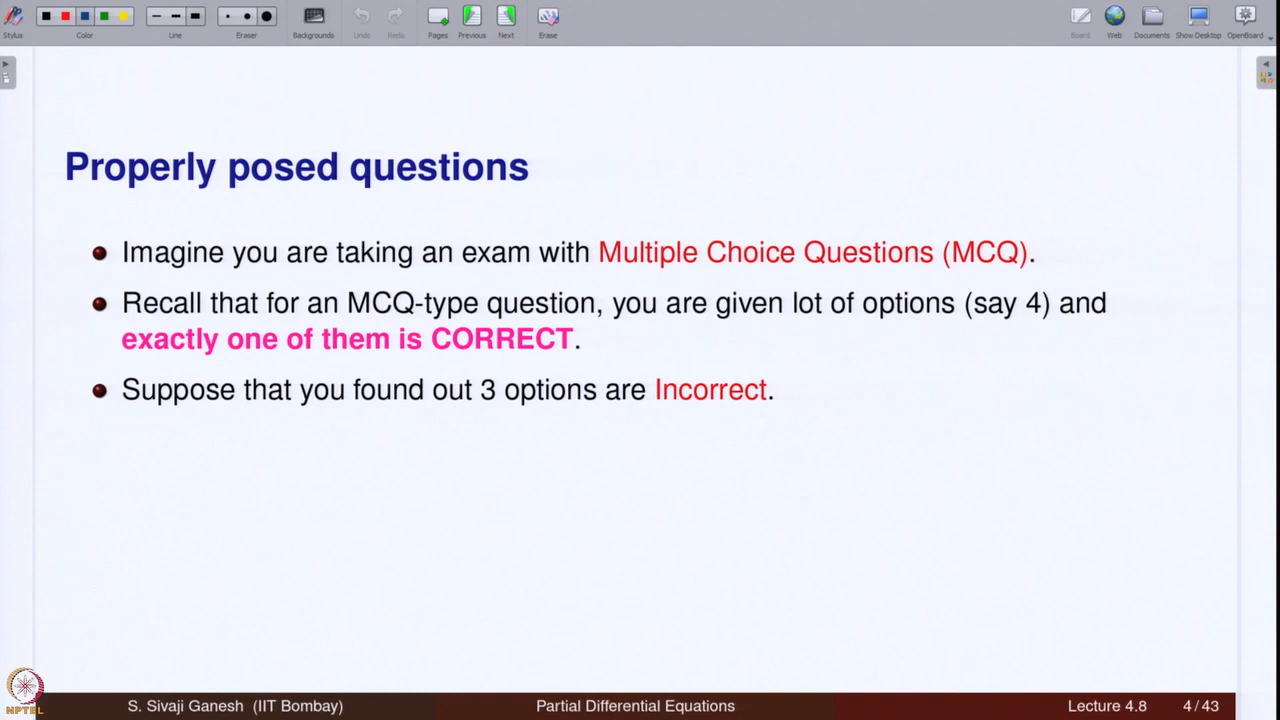 Stylus
Color
Line
Eraser
Backgrounds
Undo
Redo
Pages
Previous
Next
Erase
Board
Web
Documents
Show Desktop
OpenBoard
Properly posed questions
Imagine you are taking an exam with Multiple Choice Questions (MCQ).
Recall that for an MCQ-type question, you are given lot of options (say 4) and
exactly one of them is CORRECT.
Suppose that you found out 3 options are Incorrect.
NPTEL
S. Sivaji Ganesh (IIT Bombay)
Partial Differential Equations
Lecture 4.8
4 / 43